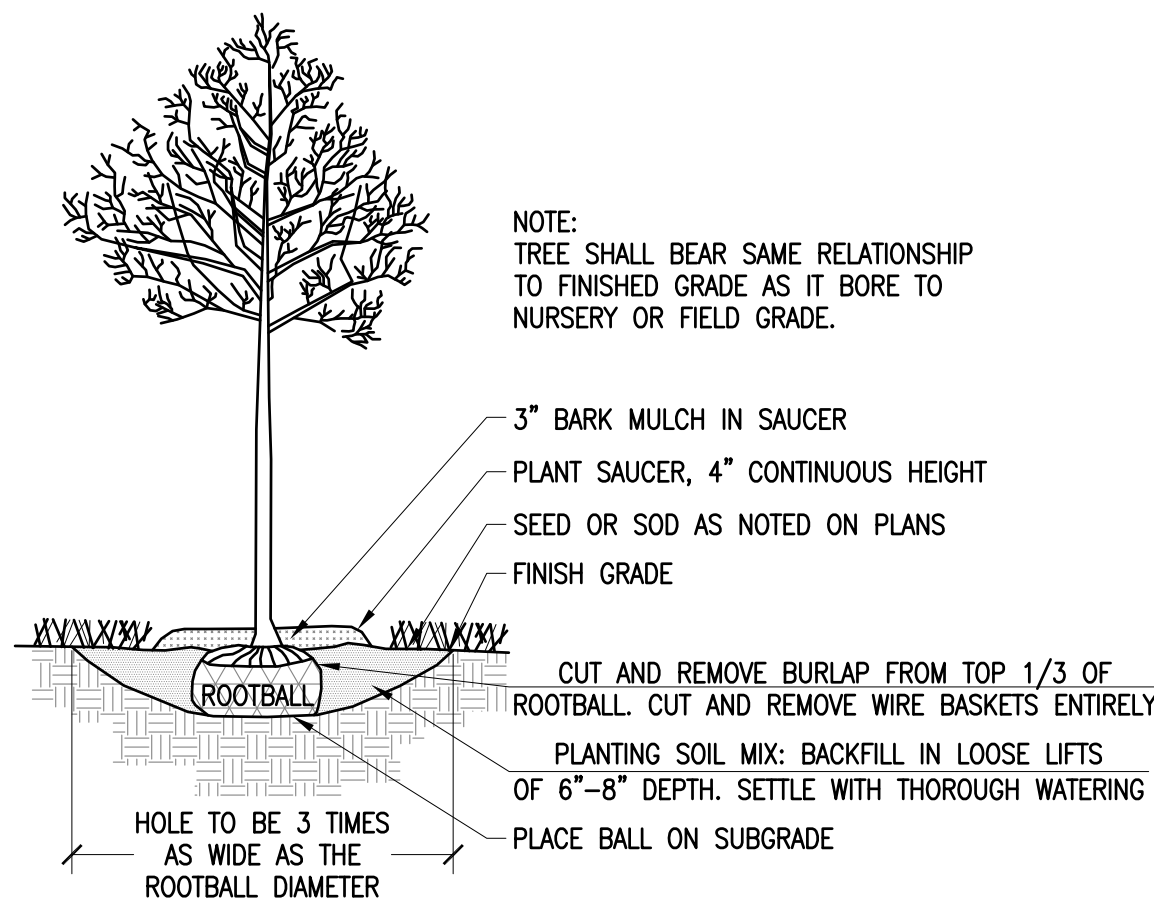 NOTE:
TREE SHALL BEAR SAME RELATIONSHIP
TO FINISHED GRADE AS IT BORE TO
NURSERY OR FIELD GRADE.
3” BARK MULCH IN SAUCER
PLANT SAUCER, 4” CONTINUOUS HEIGHT
SEED OR SOD AS NOTED ON PLANS
FINISH GRADE
CUT AND REMOVE BURLAP FROM TOP 1/3 OF
ROOTBALL. CUT AND REMOVE WIRE BASKETS ENTIRELY
ROOTBALL
PLANTING SOIL MIX: BACKFILL IN LOOSE LIFTS
OF 6”–8” DEPTH. SETTLE WITH THOROUGH WATERING
PLACE BALL ON SUBGRADE
HOLE TO BE 3 TIMES
AS WIDE AS THE
ROOTBALL DIAMETER